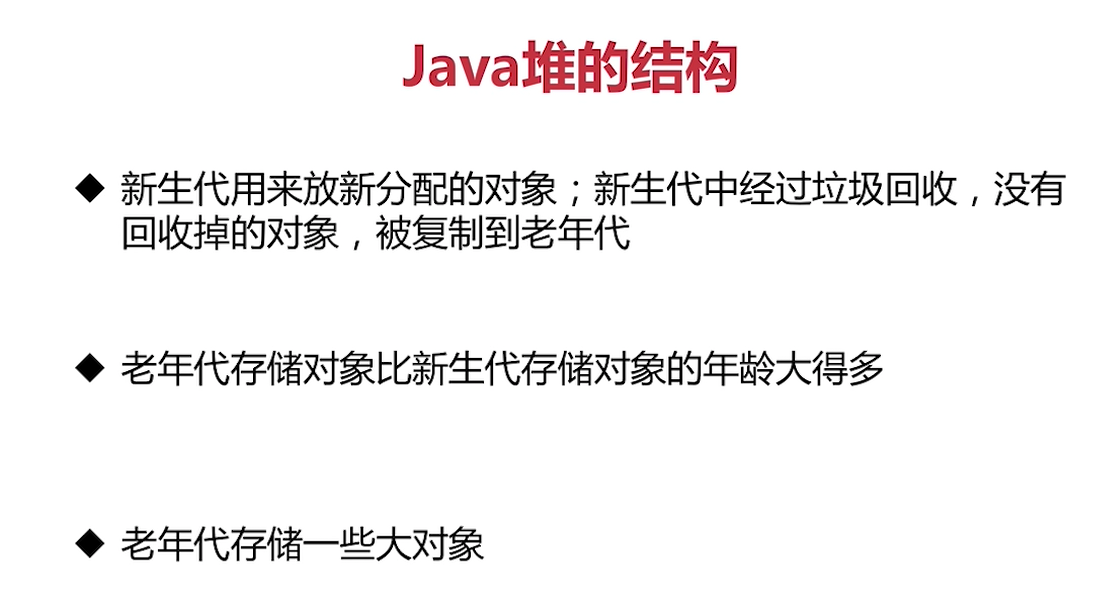 Java堆的结构
◆ 新生代用来放新分配的对象；新生代中经过垃圾回收，没有
回收掉的对象，被复制到老年代
◆ 老年代存储对象比新生代存储对象的年龄大得多
◆ 老年代存储一些大对象